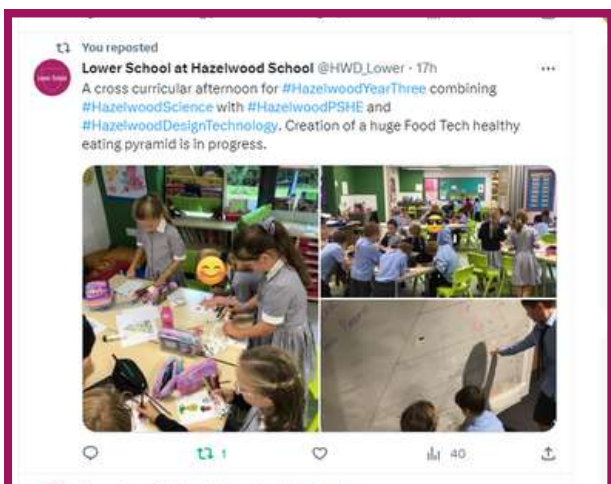 You reposted
Lower School at Hazelwood School @HWD_Lower · 17h
A cross curricular afternoon for #HazelwoodYearThree combining
#HazelwoodScience with #HazelwoodPSHE and
#HazelwoodDesignTechnology. Creation of a huge Food Tech healthy
eating pyramid is in progress.
1
40